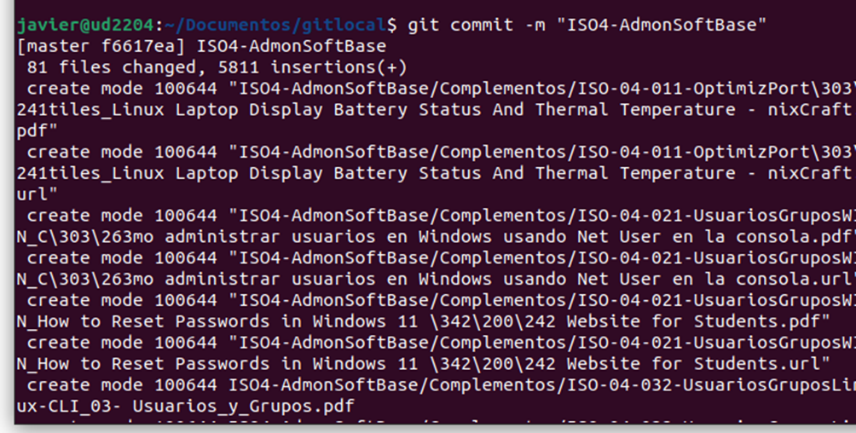 javier@ud2204:~/Documentos/gitlocal$ git commit -m "ISO4-AdmonSoftBase"
[master f6617ea] ISO4-AdmonSoftBase
 81 files changed, 5811 insertions(+)
 create mode 100644 "ISO4-AdmonSoftBase/Complementos/ISO-04-011-OptimizPort\303\
241tiles_Linux Laptop Display Battery Status And Thermal Temperature - nixCraft.
pdf"
 create mode 100644 "ISO4-AdmonSoftBase/Complementos/ISO-04-011-OptimizPort\303\
241tiles_Linux Laptop Display Battery Status And Thermal Temperature - nixCraft.
url"
 create mode 100644 "ISO4-AdmonSoftBase/Complementos/ISO-04-021-UsuariosGruposWI
N_C\303\263mo administrar usuarios en Windows usando Net User en la consola.pdf"
 create mode 100644 "ISO4-AdmonSoftBase/Complementos/ISO-04-021-UsuariosGruposWI
N_C\303\263mo administrar usuarios en Windows usando Net User en la consola.url"
 create mode 100644 "ISO4-AdmonSoftBase/Complementos/ISO-04-021-UsuariosGruposWI
N_How to Reset Passwords in Windows 11 \342\200\242 Website for Students.pdf"
 create mode 100644 "ISO4-AdmonSoftBase/Complementos/ISO-04-021-UsuariosGruposWI
N_How to Reset Passwords in Windows 11 \342\200\242 Website for Students.url"
 create mode 100644 ISO4-AdmonSoftBase/Complementos/ISO-04-032-UsuariosGruposLin
ux-CLI_03- Usuarios_y_Grupos.pdf